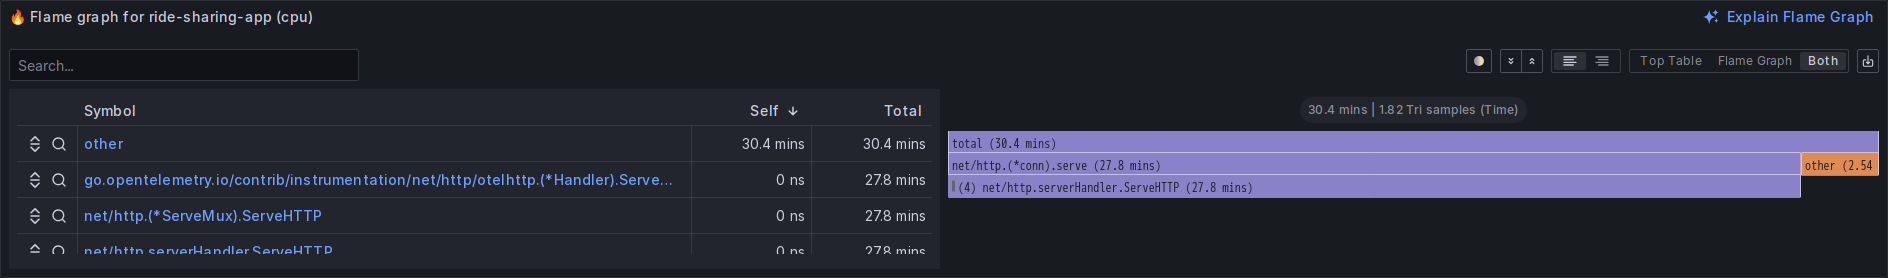 🔥 Flame graph for ride-sharing-app (cpu)
Explain Flame Graph
Search...
Top Table Flame Graph Both
Symbol Self ↓ Total
other 30.4 mins 30.4 mins
go.opentelemetry.io/contrib/instrumentation/net/http/otelhttp.(*Handler).Serve... 0 ns 27.8 mins
net/http.(*ServeMux).ServeHTTP 0 ns 27.8 mins
net/http.serverHandler.ServeHTTP 0 ns 27.8 mins
30.4 mins | 1.82 Tri samples (Time)
total (30.4 mins)
net/http.(*conn).serve (27.8 mins) other (2.54
(4) net/http.serverHandler.ServeHTTP (27.8 mins)